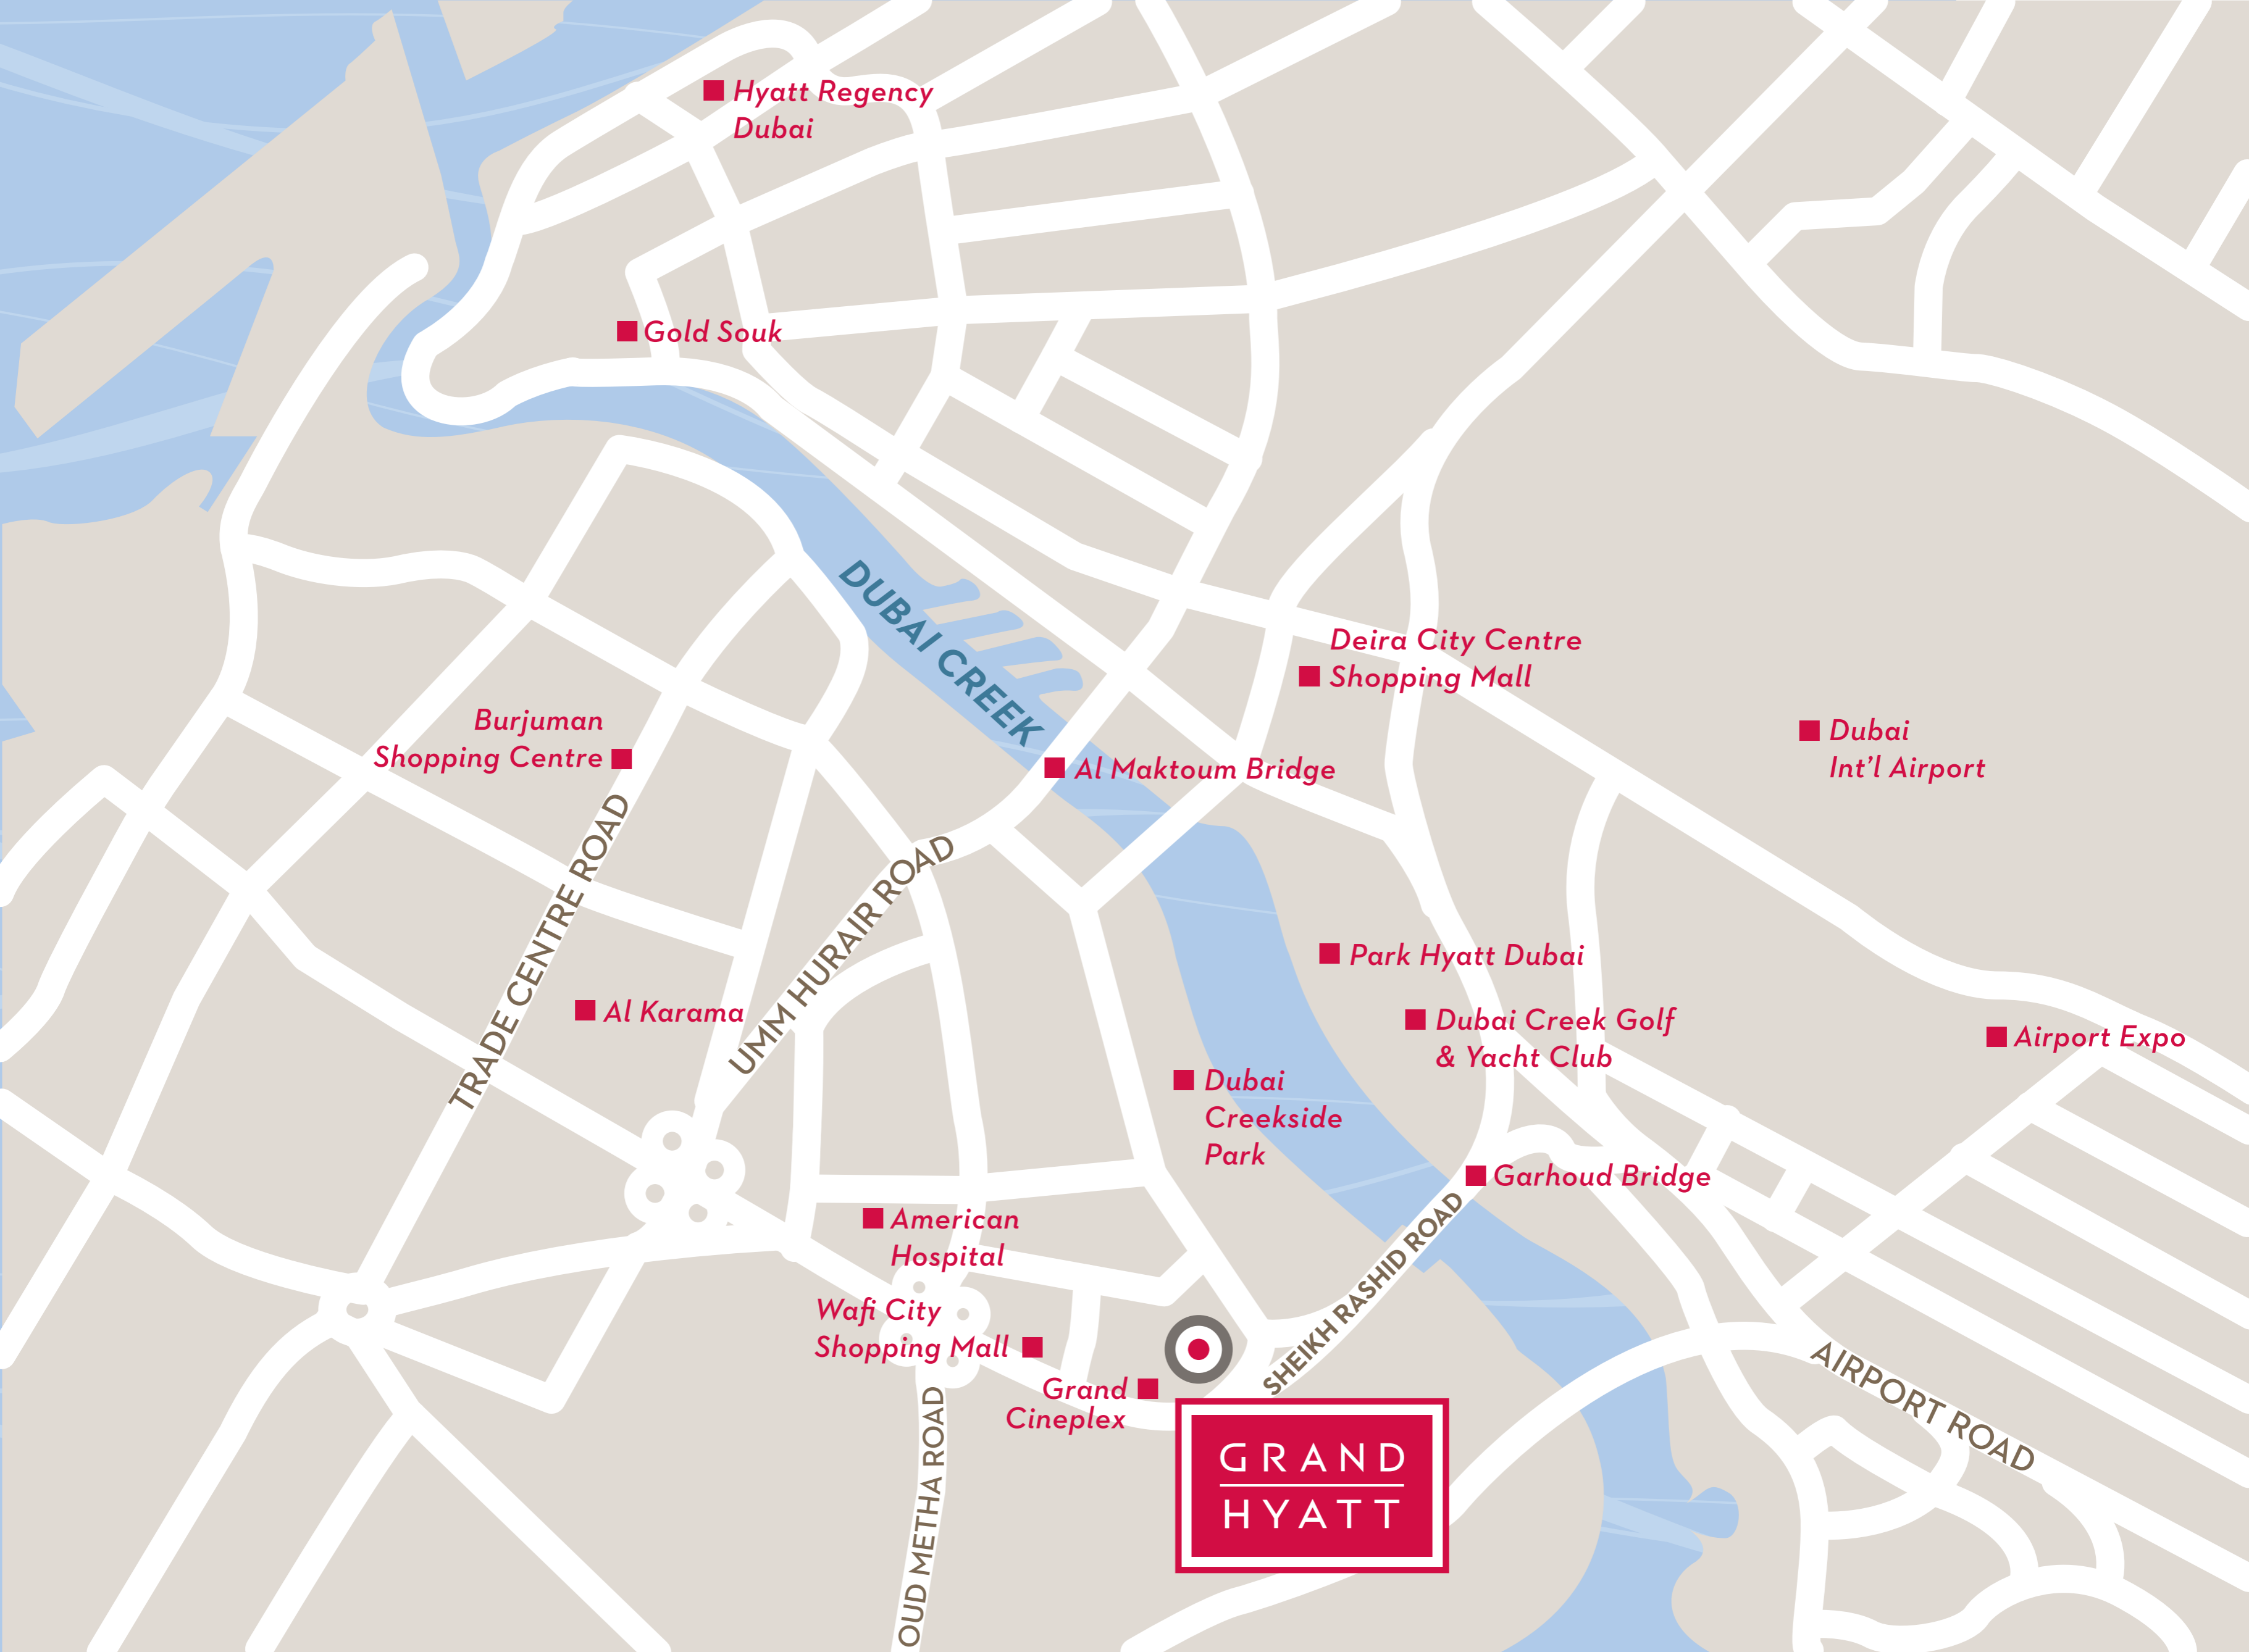 Hyatt Regency
Dubai
Gold Souk
DUBAI CREEK
Deira City Centre
Shopping Mall
Burjuman
Shopping Centre
Al Maktoum Bridge
Dubai
Int'l Airport
TRADE CENTRE ROAD
UMM HURAIR ROAD
Park Hyatt Dubai
Al Karama
Dubai Creek Golf
& Yacht Club
Airport Expo
Dubai
Creekside
Park
Garhoud Bridge
American
Hospital
SHEIKH RASHID ROAD
Wafi City
Shopping Mall
Grand
Cineplex
AIRPORT ROAD
OUD METHA ROAD
GRAND
HYATT